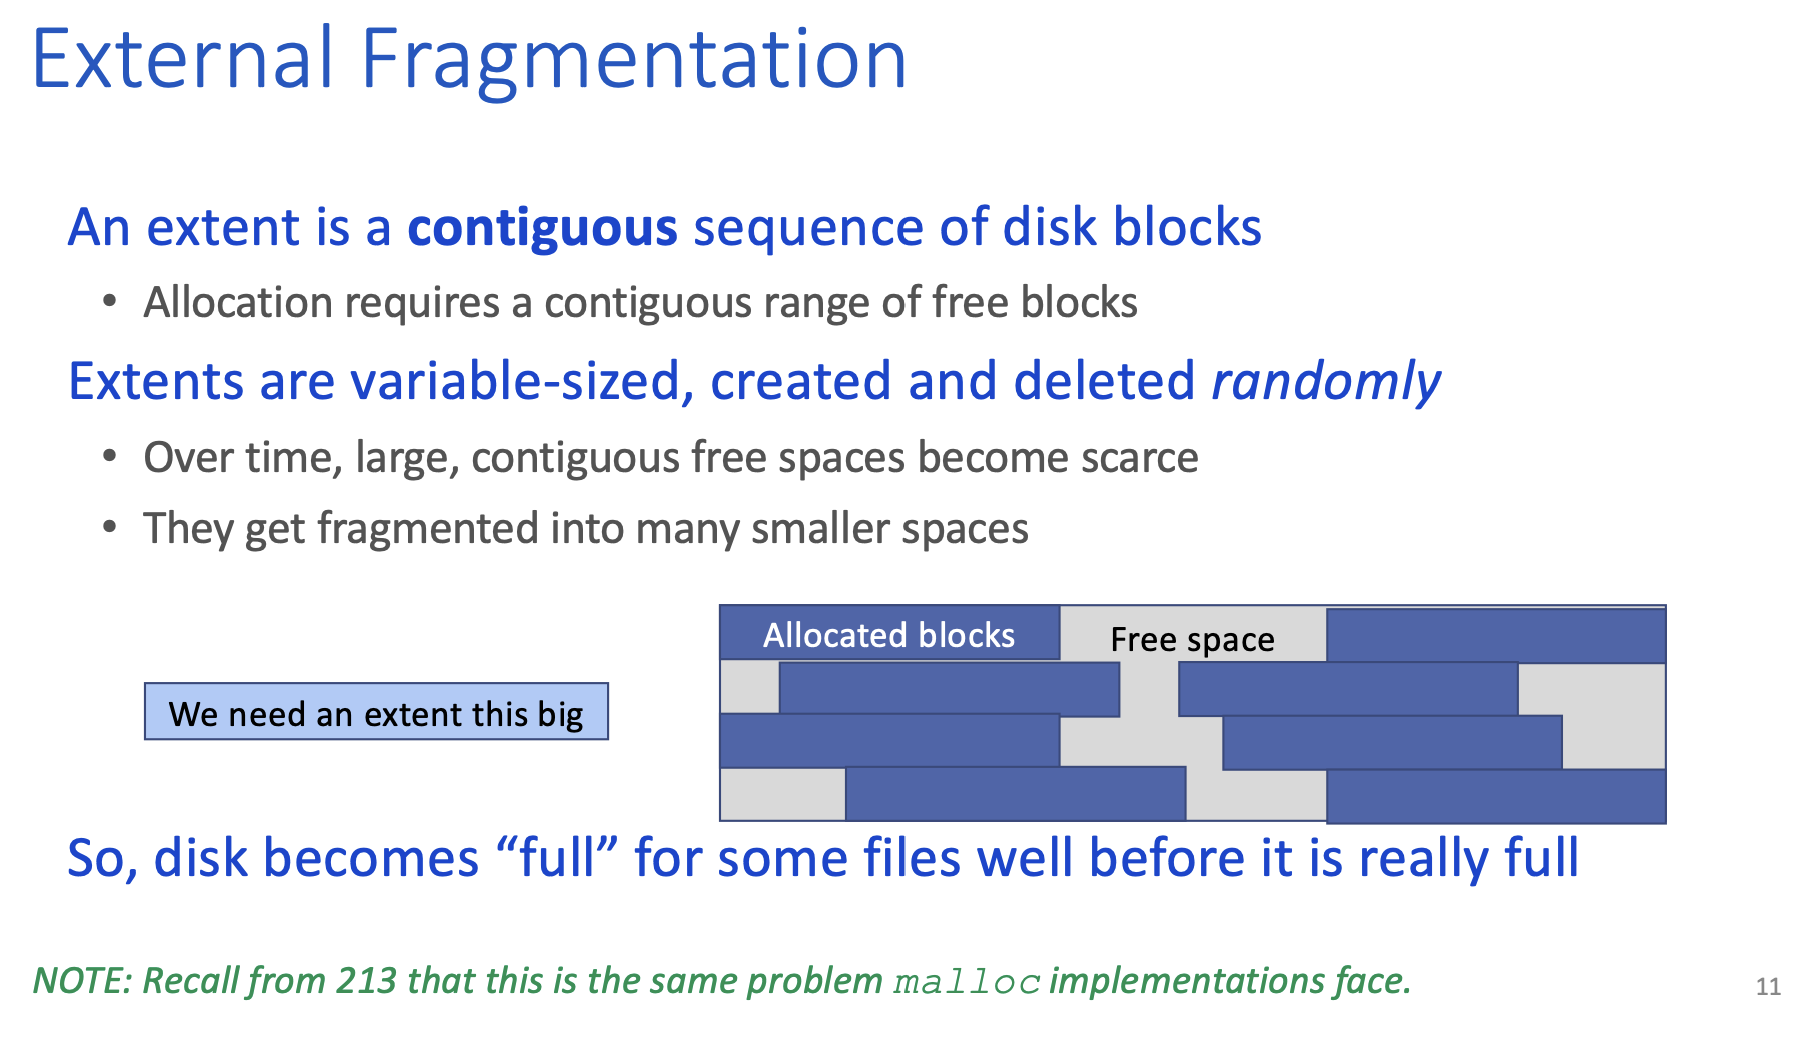 External Fragmentation
An extent is a contiguous sequence of disk blocks
• Allocation requires a contiguous range of free blocks
Extents are variable-sized, created and deleted randomly
• Over time, large, contiguous free spaces become scarce
• They get fragmented into many smaller spaces
Allocated blocks
Free space
We need an extent this big
So, disk becomes “full” for some files well before it is really full
NOTE: Recall from 213 that this is the same problem malloc implementations face.
11